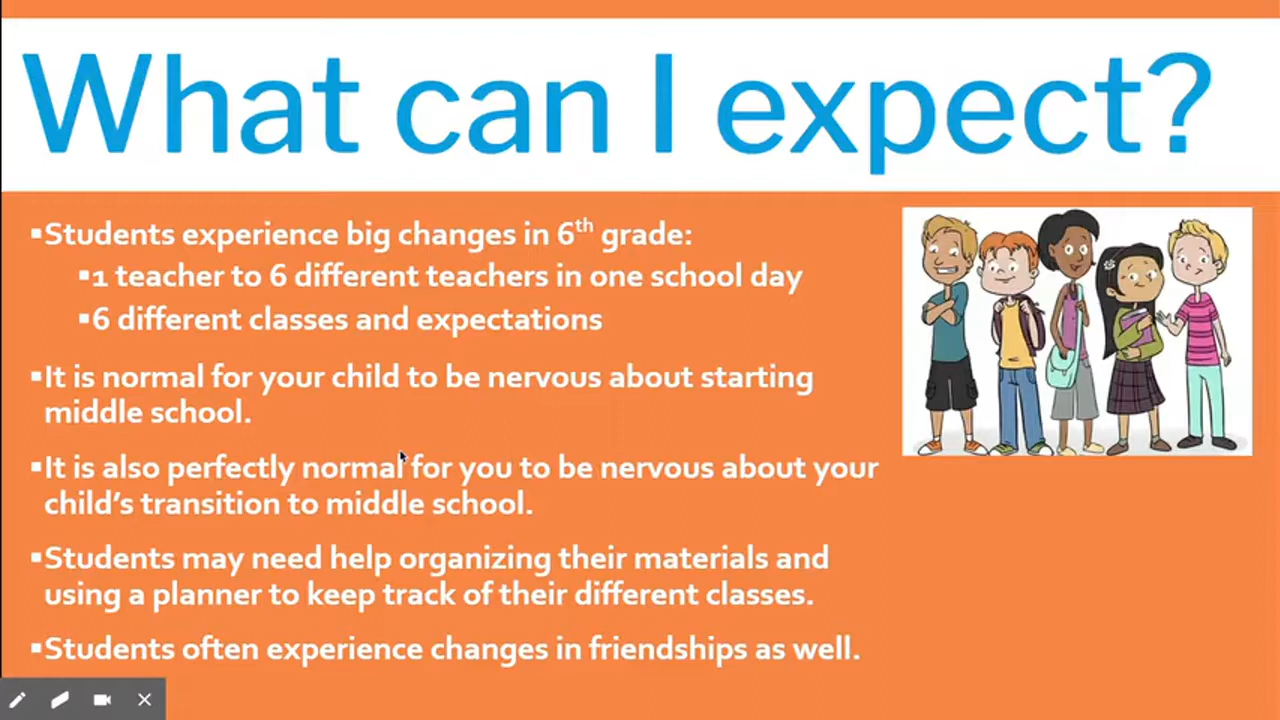 What can I expect?
▪Students experience big changes in 6th grade:
▪1 teacher to 6 different teachers in one school day
▪6 different classes and expectations
▪It is normal for your child to be nervous about starting
middle school.
▪It is also perfectly normal for you to be nervous about your
child's transition to middle school.
▪Students may need help organizing their materials and
using a planner to keep track of their different classes.
▪Students often experience changes in friendships as well.